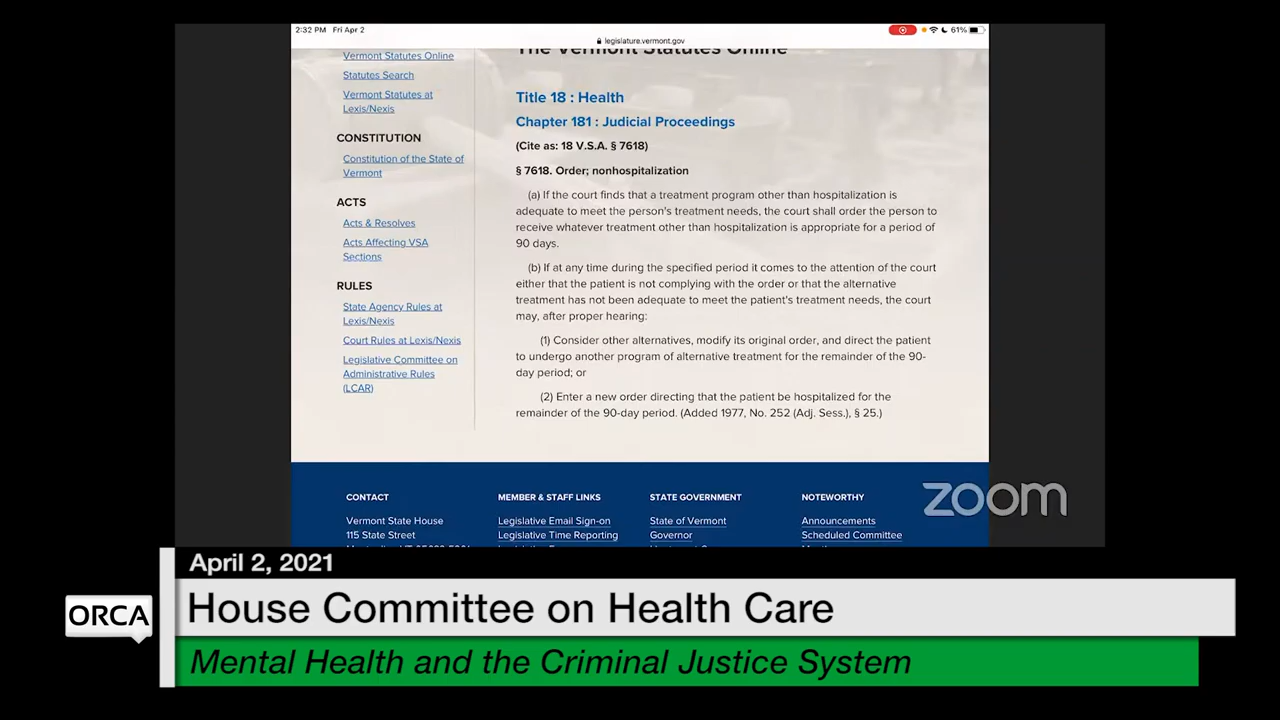 2:32 PM Fri Apr 2
legislature.vermont.gov
61%
The Vermont Statutes Online
Vermont Statutes Online
Statutes Search
Vermont Statutes at
Lexis/Nexis
CONSTITUTION
Constitution of the State of
Vermont
ACTS
Acts & Resolves
Acts Affecting VSA
Sections
RULES
State Agency Rules at
Lexis/Nexis
Court Rules at Lexis/Nexis
Legislative Committee on
Administrative Rules
(LCAR)
Title 18 : Health
Chapter 181 : Judicial Proceedings
(Cite as: 18 V.S.A. § 7618)
§ 7618. Order; nonhospitalization
(a) If the court finds that a treatment program other than hospitalization is
adequate to meet the person's treatment needs, the court shall order the person to
receive whatever treatment other than hospitalization is appropriate for a period of
90 days.
(b) If at any time during the specified period it comes to the attention of the court
either that the patient is not complying with the order or that the alternative
treatment has not been adequate to meet the patient's treatment needs, the court
may, after proper hearing:
(1) Consider other alternatives, modify its original order, and direct the patient
to undergo another program of alternative treatment for the remainder of the 90-
day period; or
(2) Enter a new order directing that the patient be hospitalized for the
remainder of the 90-day period. (Added 1977, No. 252 (Adj. Sess.), § 25.)
CONTACT
Vermont State House
115 State Street
MEMBER & STAFF LINKS
Legislative Email Sign-on
Legislative Time Reporting
STATE GOVERNMENT
State of Vermont
Governor
NOTEWORTHY
Announcements
Scheduled Committee
zoom
April 2, 2021
ORCA
House Committee on Health Care
Mental Health and the Criminal Justice System